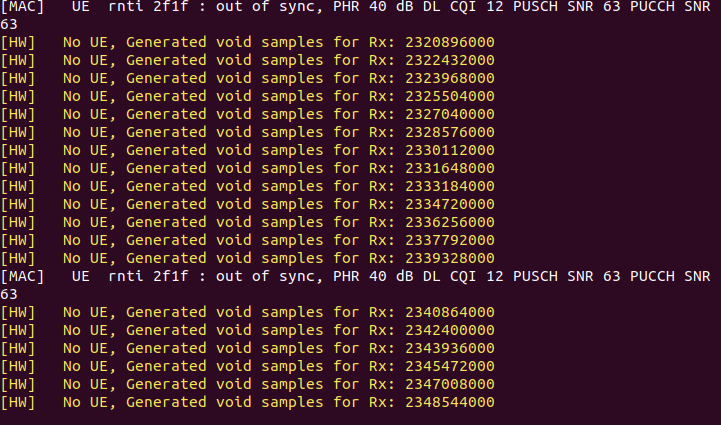 [MAC]   UE  rnti 2f1f : out of sync, PHR 40 dB DL CQI 12 PUSCH SNR 63 PUCCH SNR
63
[HW]   No UE, Generated void samples for Rx: 2320896000
[HW]   No UE, Generated void samples for Rx: 2322432000
[HW]   No UE, Generated void samples for Rx: 2323968000
[HW]   No UE, Generated void samples for Rx: 2325504000
[HW]   No UE, Generated void samples for Rx: 2327040000
[HW]   No UE, Generated void samples for Rx: 2328576000
[HW]   No UE, Generated void samples for Rx: 2330112000
[HW]   No UE, Generated void samples for Rx: 2331648000
[HW]   No UE, Generated void samples for Rx: 2333184000
[HW]   No UE, Generated void samples for Rx: 2334720000
[HW]   No UE, Generated void samples for Rx: 2336256000
[HW]   No UE, Generated void samples for Rx: 2337792000
[HW]   No UE, Generated void samples for Rx: 2339328000
[MAC]   UE  rnti 2f1f : out of sync, PHR 40 dB DL CQI 12 PUSCH SNR 63 PUCCH SNR
63
[HW]   No UE, Generated void samples for Rx: 2340864000
[HW]   No UE, Generated void samples for Rx: 2342400000
[HW]   No UE, Generated void samples for Rx: 2343936000
[HW]   No UE, Generated void samples for Rx: 2345472000
[HW]   No UE, Generated void samples for Rx: 2347008000
[HW]   No UE, Generated void samples for Rx: 2348544000